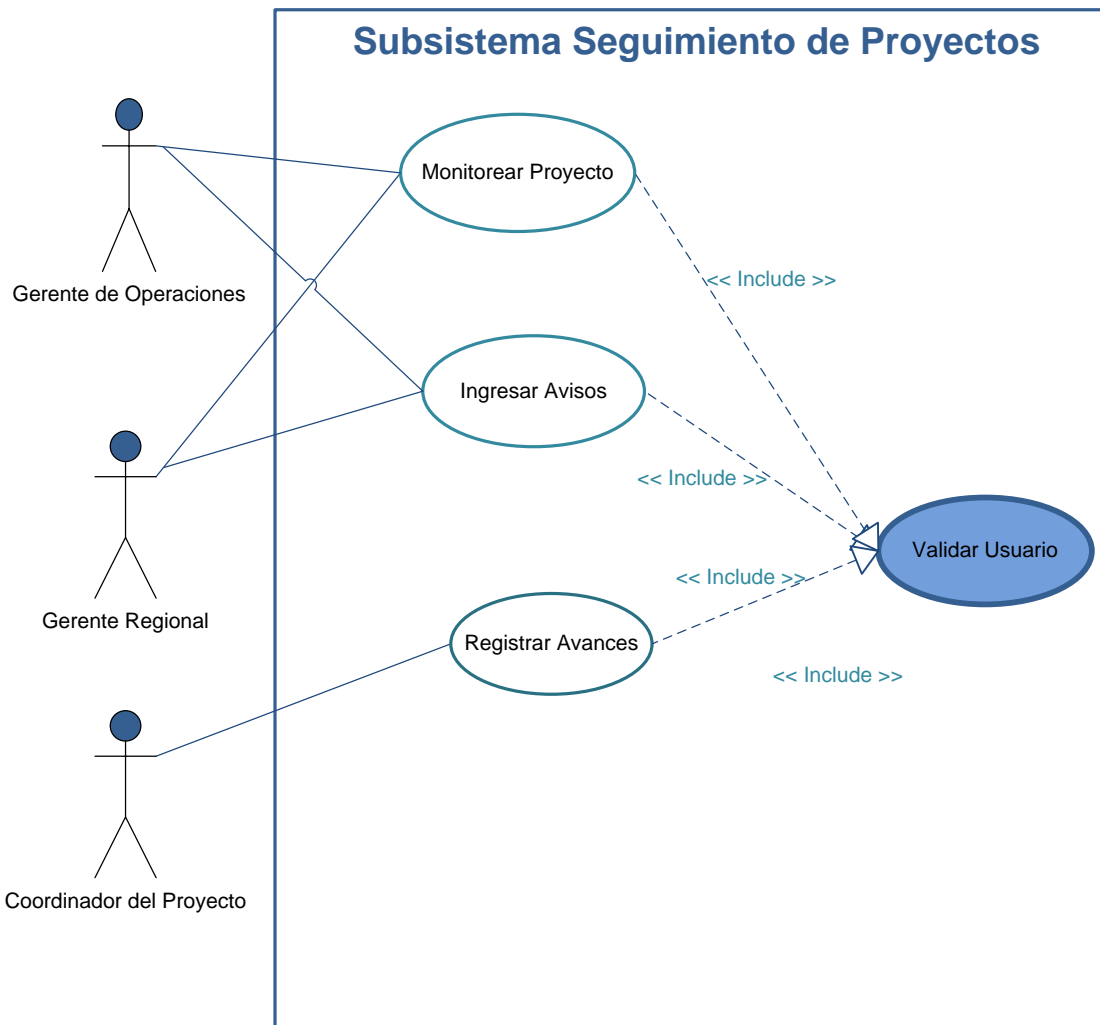 Subsistema Seguimiento de Proyectos
Monitorear Proyecto
<< Include >>
Gerente de Operaciones
Ingresar Avisos
<< Include >>
Validar Usuario
<< Include >>
Gerente Regional
Registrar Avances
<< Include >>
Coordinador del Proyecto